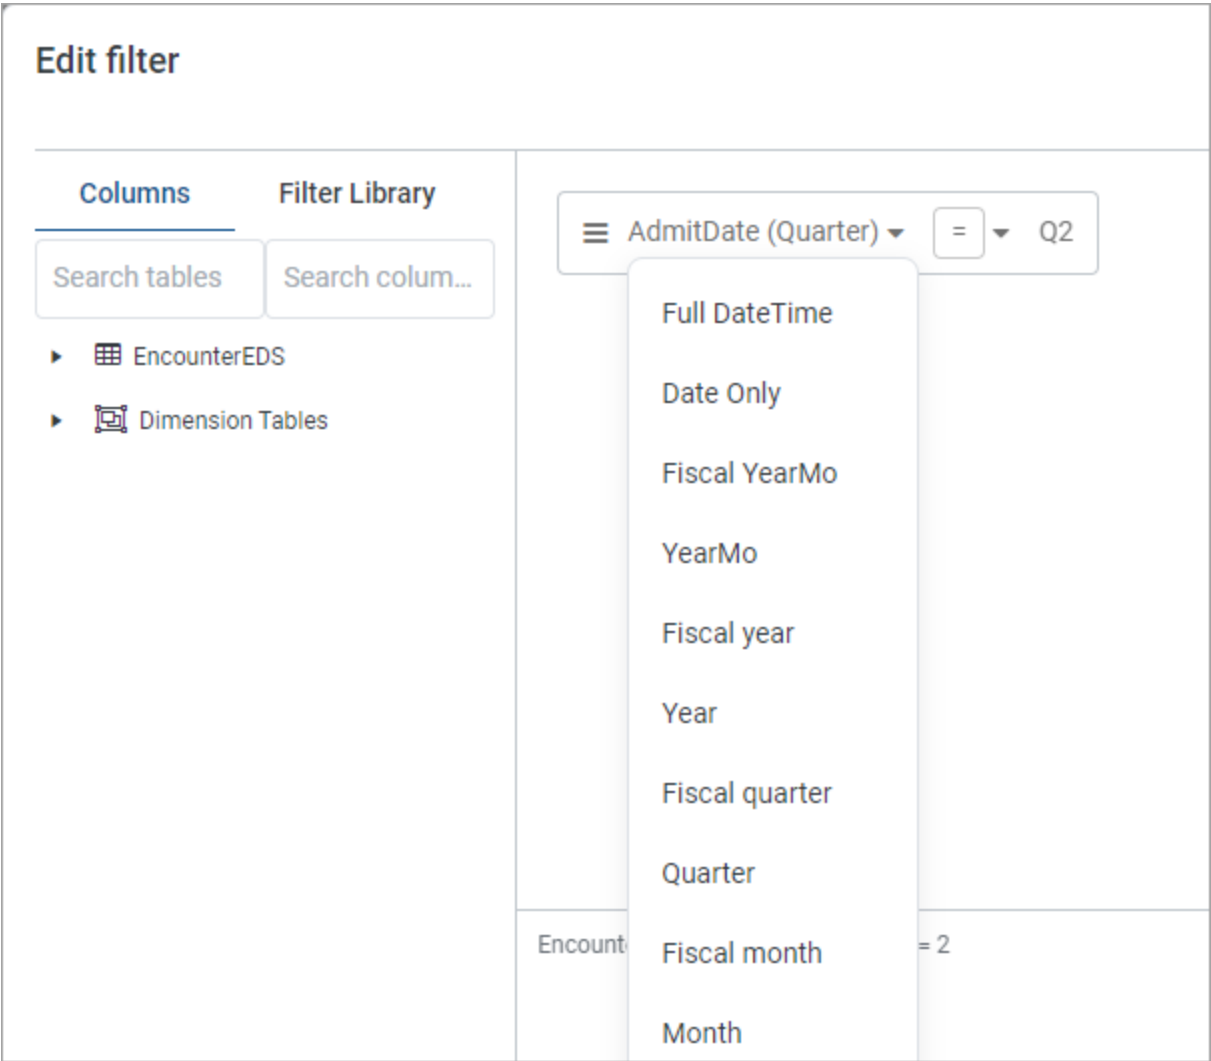 Edit filter
Columns Filter Library
Search tables Search colum...
EncounterEDS
Dimension Tables
AdmitDate (Quarter) = Q2
Full DateTime
Date Only
Fiscal YearMo
YearMo
Fiscal year
Year
Fiscal quarter
Quarter
Fiscal month
Month
= 2